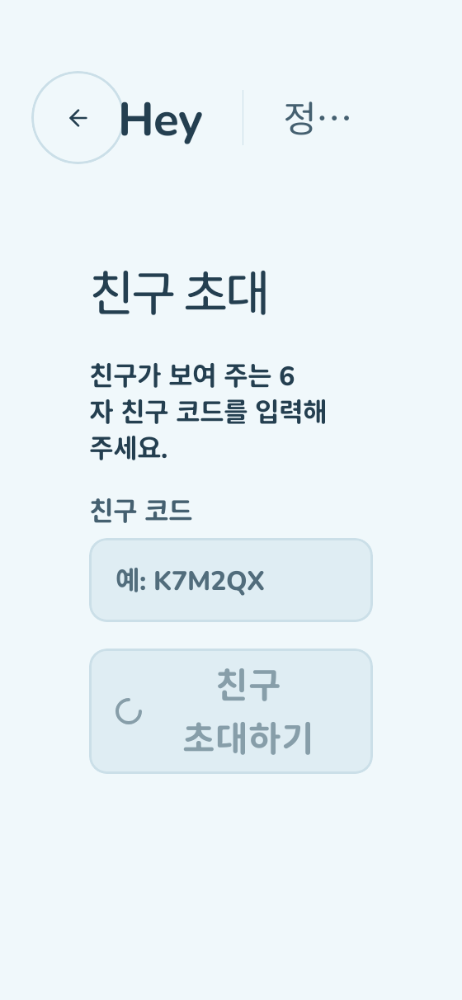 Hey
정…
친구 초대
친구가 보여 주는 6
자 친구 코드를 입력해
주세요.
친구 코드
예: K7M2QX
친구
초대하기